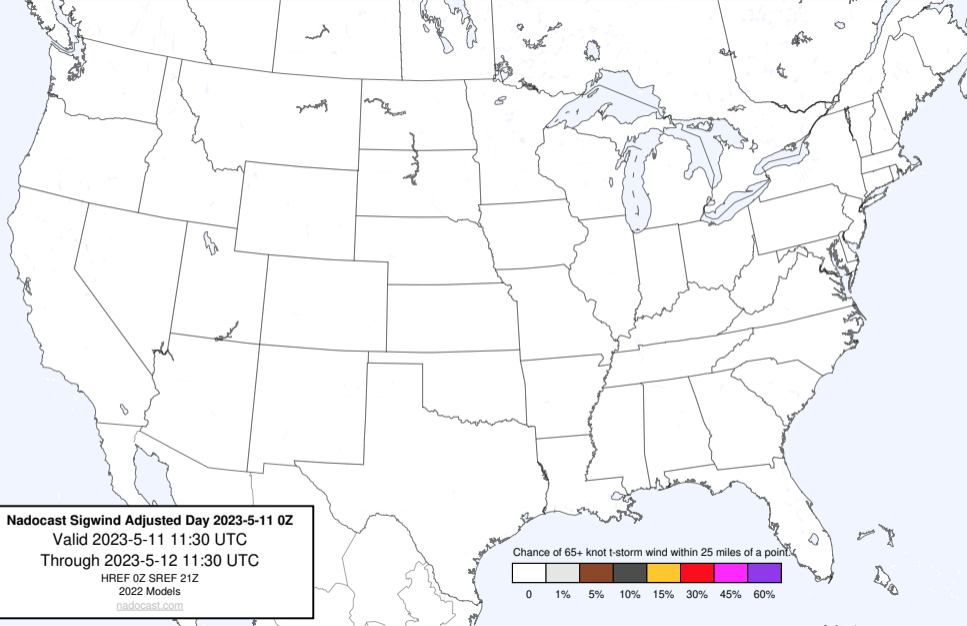 Nadocast Sigwind Adjusted Day 2023-5-11 0Z
Valid 2023-5-11 11:30 UTC
Through 2023-5-12 11:30 UTC
HREF 0Z SREF 21Z
2022 Models
nadocast.com
Chance of 65+ knot t-storm wind within 25 miles of a point.
0 1% 5% 10% 15% 30% 45% 60%